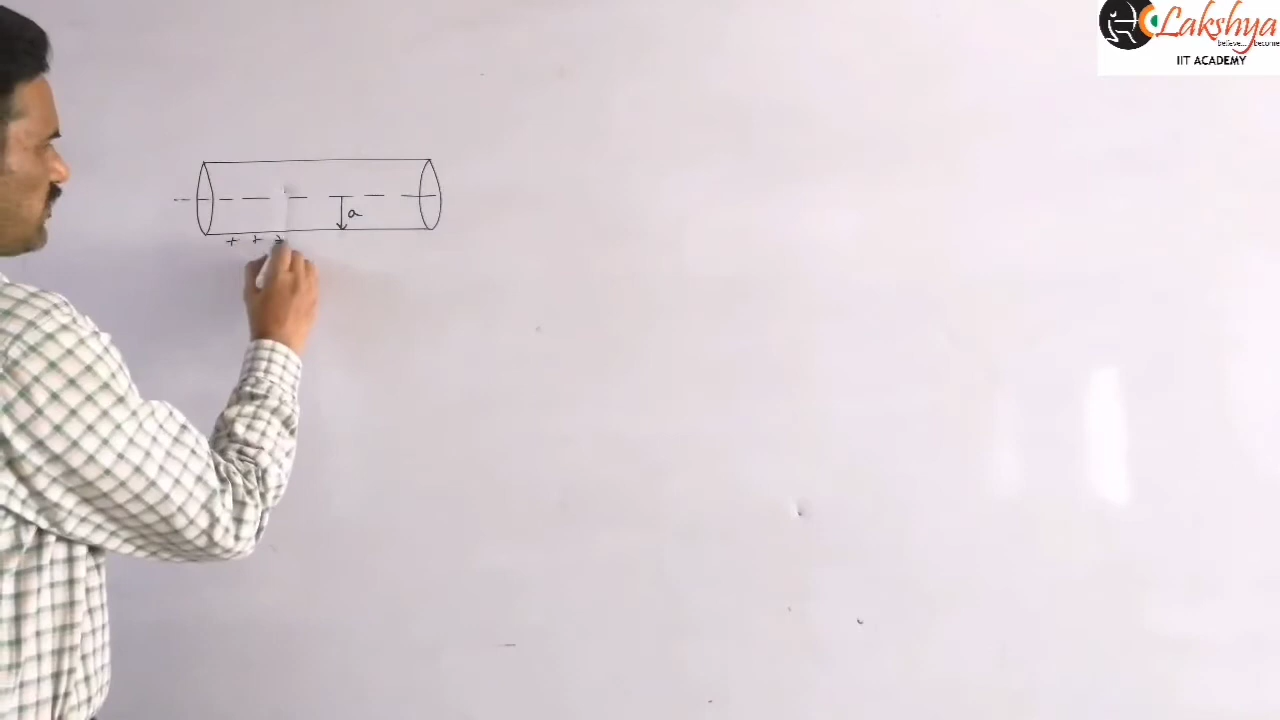 Lakshya
believe.... become
IIT ACADEMY
a
+ + +